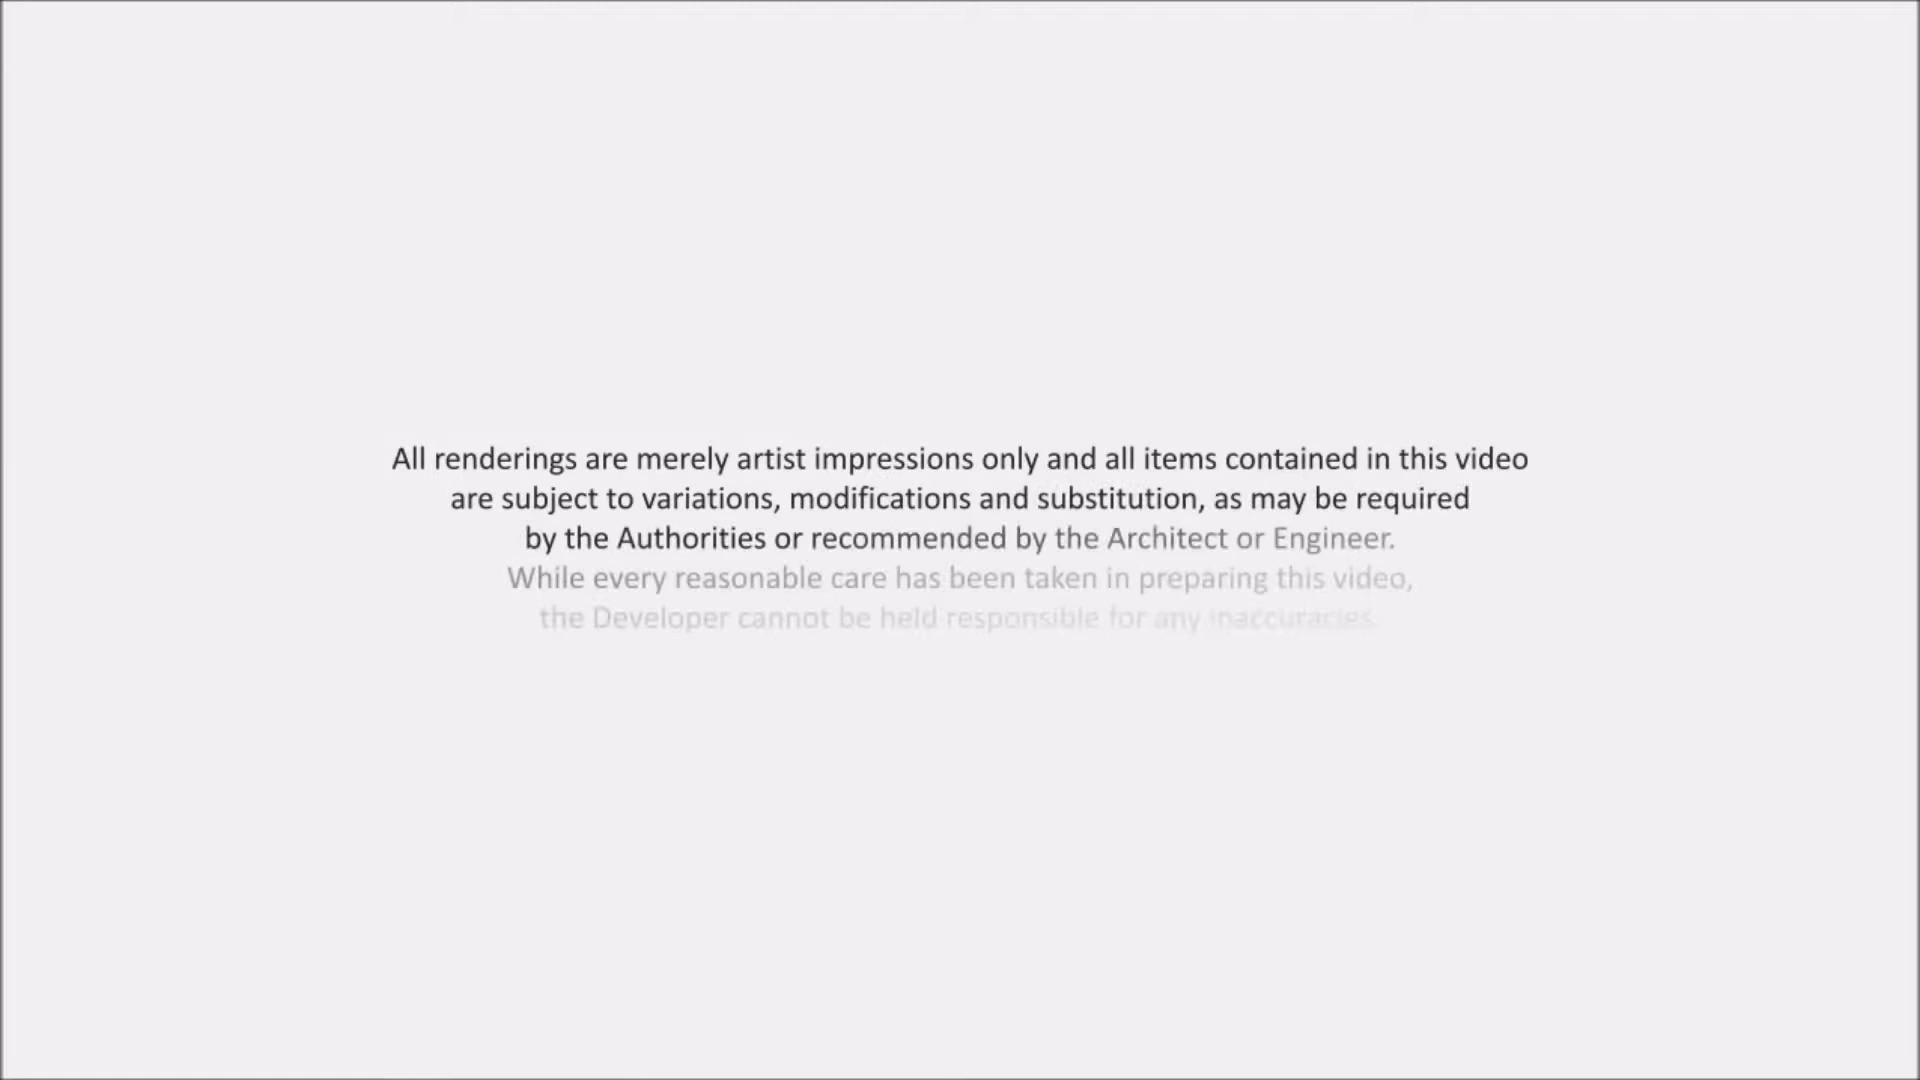 All renderings are merely artist impressions only and all items contained in this video
are subject to variations, modifications and substitution, as may be required
by the Authorities or recommended by the Architect or Engineer.
While every reasonable care has been taken in preparing this video,
the Developer cannot be held responsible for any inaccuracies.